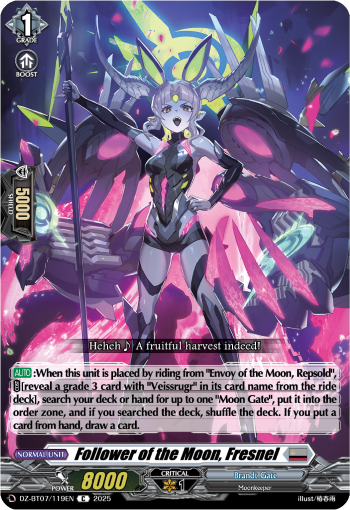 1
GRADE
BOOST
5000
SHIELD
Heheh♪ A fruitful harvest indeed!
AUTO:When this unit is placed by riding from "Envoy of the Moon, Repsold",
[reveal a grade 3 card with "Veissrugr" in its card name from the ride
deck], search your deck or hand for up to one "Moon Gate", put it into the
order zone, and if you searched the deck, shuffle the deck. If you put a
card from hand, draw a card.
NORMAL UNIT
Follower of the Moon, Fresnel
POWER
8000
CRITICAL
1
Brandt Gate
Moonkeeper
D-BT07/119EN C 2025
illust/椿春雨